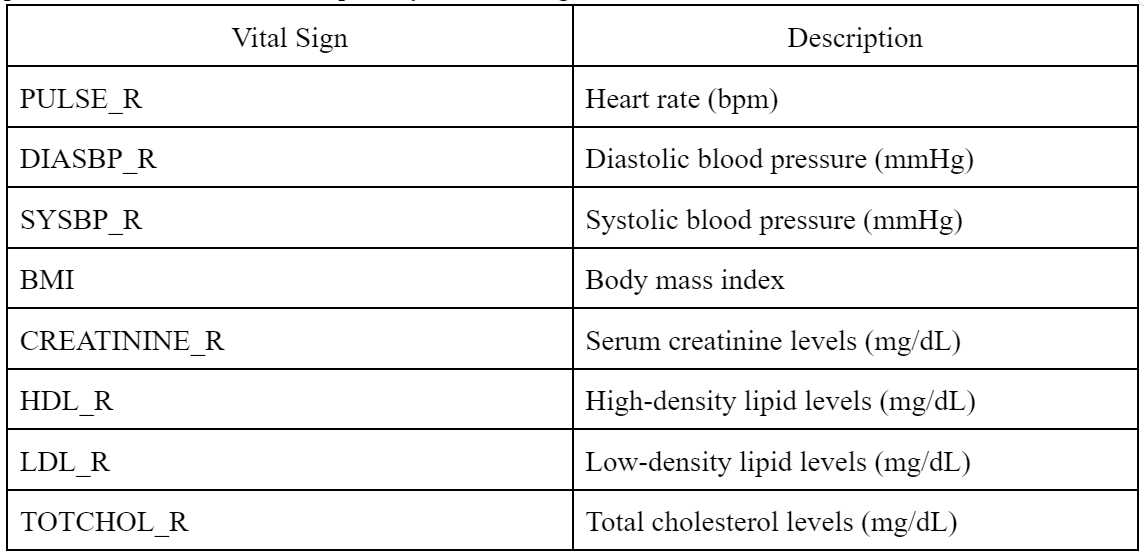 Vital Sign Description
PULSE_R Heart rate (bpm)
DIASBP_R Diastolic blood pressure (mmHg)
SYSBP_R Systolic blood pressure (mmHg)
BMI Body mass index
CREATININE_R Serum creatinine levels (mg/dL)
HDL_R High-density lipid levels (mg/dL)
LDL_R Low-density lipid levels (mg/dL)
TOTCHOL_R Total cholesterol levels (mg/dL)